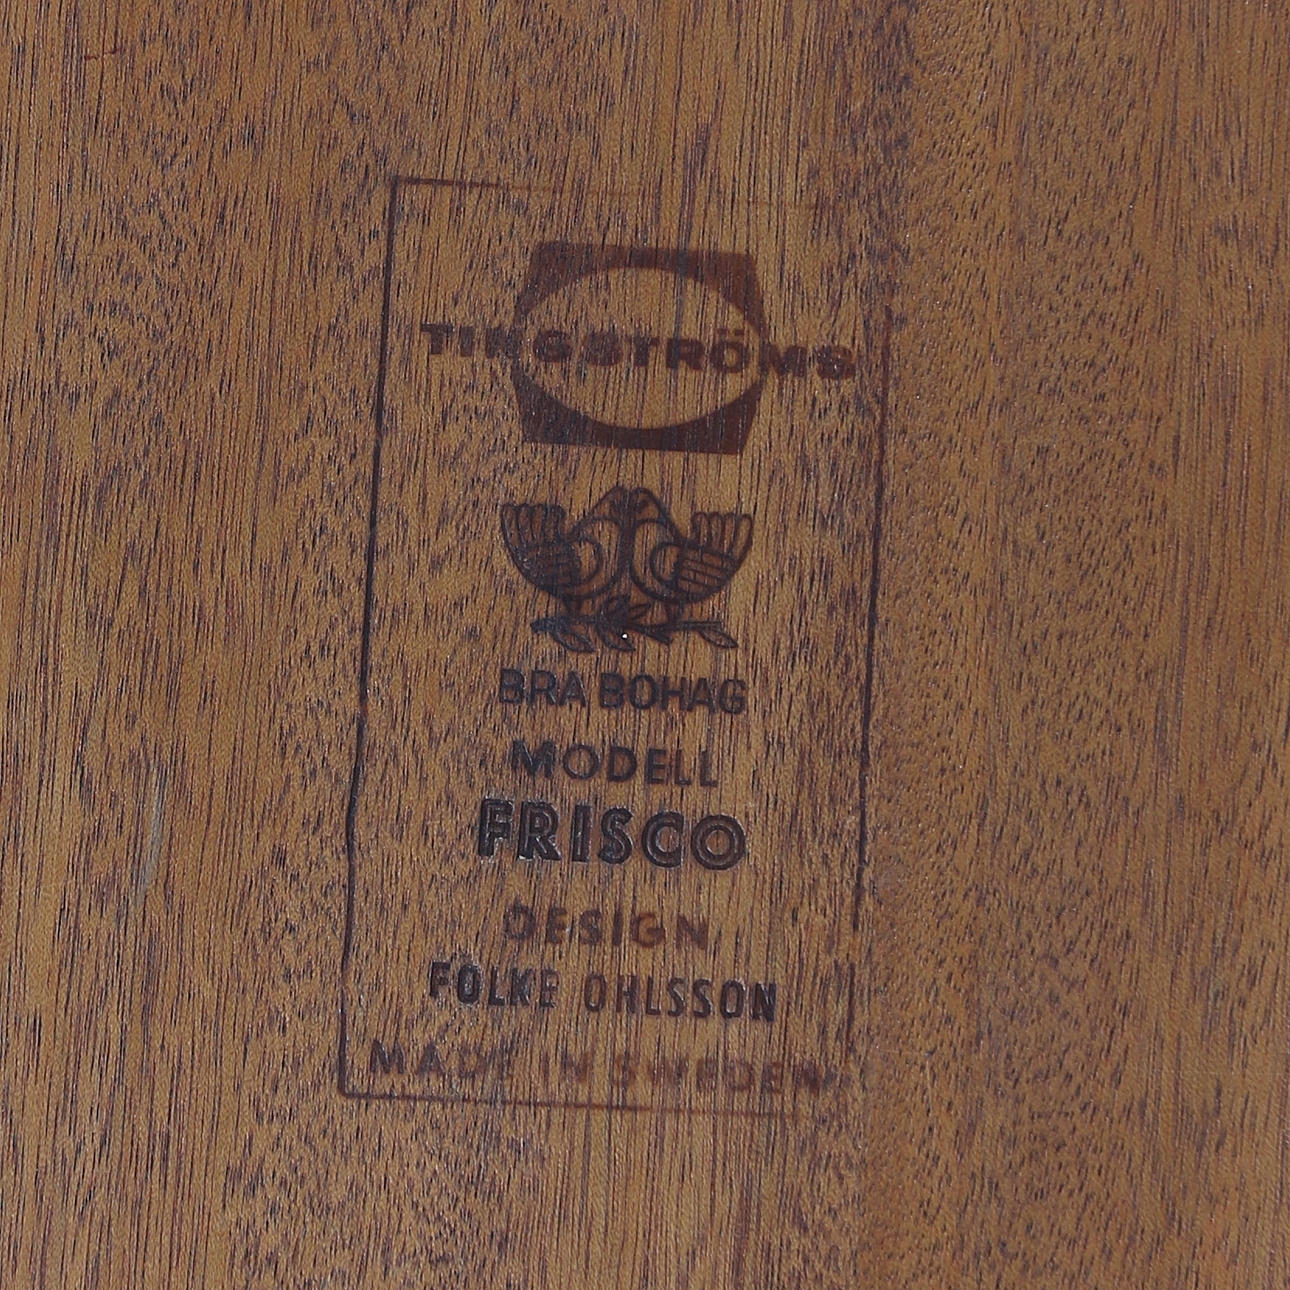 TINGSTRÖMS
BRA BOHAG
MODELL
FRISCO
DESIGN
FOLKE OHLSSON
MADE IN SWEDEN